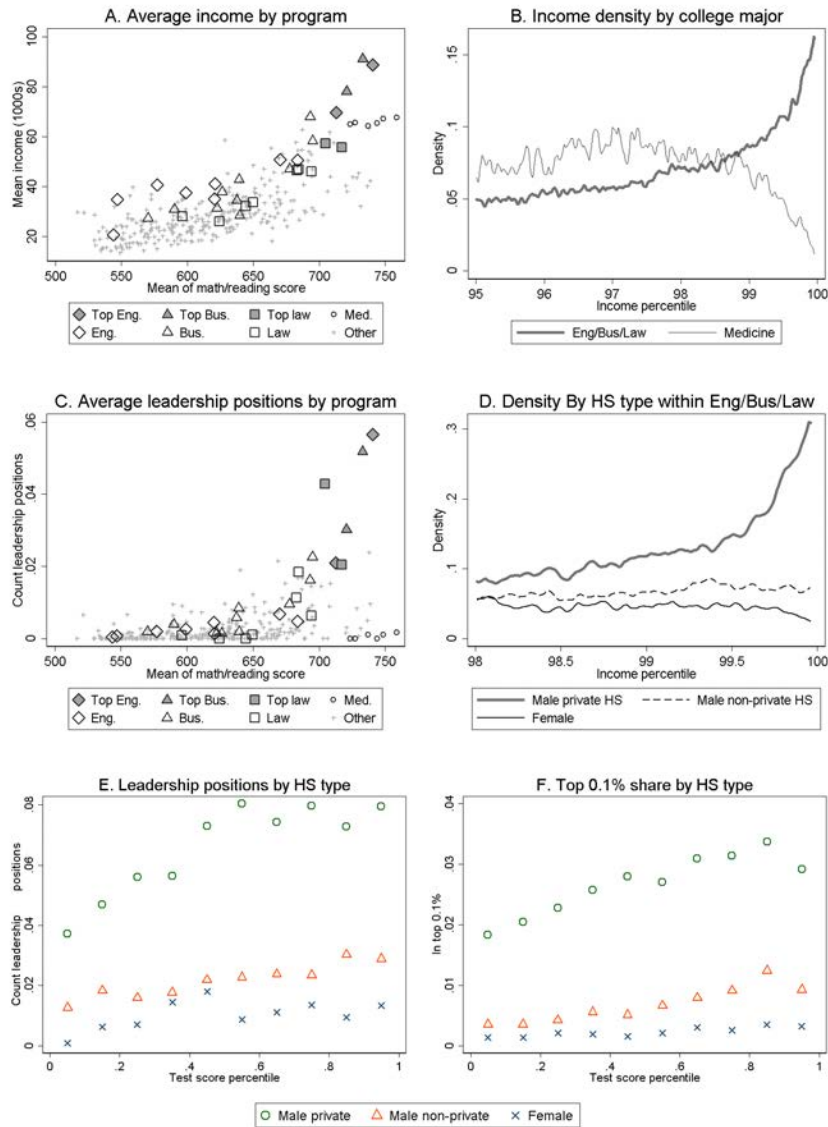 A. Average income by program
Mean income (1000s)
100
80
60
40
20
500 550 600 650 700 750
Mean of math/reading score
Top Eng. Top Bus. Top law Med.
Eng. Bus. Law Other
B. Income density by college major
Density
.15
.1
.05
0
95 96 97 98 99 100
Income percentile
Eng/Bus/Law Medicine
C. Average leadership positions by program
Count leadership positions
.06
.04
.02
0
500 550 600 650 700 750
Mean of math/reading score
Top Eng. Top Bus. Top law Med.
Eng. Bus. Law Other
D. Density By HS type within Eng/Bus/Law
Density
.3
.2
.1
0
98 98.5 99 99.5 100
Income percentile
Male private HS Male non-private HS
Female
E. Leadership positions by HS type
Count leadership positions
.08
.06
.04
.02
0
0 .2 .4 .6 .8 1
Test score percentile
F. Top 0.1% share by HS type
In top 0.1%
.04
.03
.02
.01
0
0 .2 .4 .6 .8 1
Test score percentile
Male private Male non-private Female